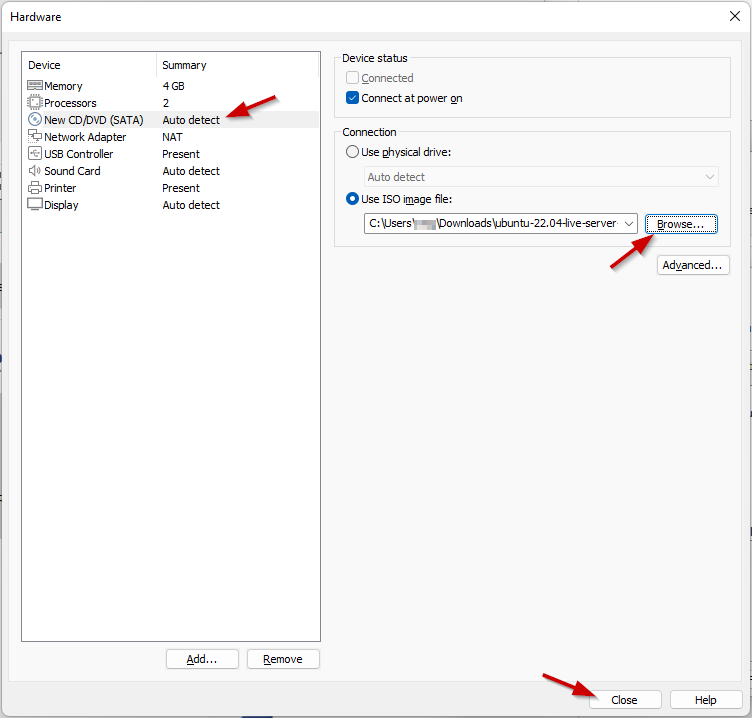 Hardware
Device Summary
Memory 4 GB
Processors 2
New CD/DVD (SATA) Auto detect
Network Adapter NAT
USB Controller Present
Sound Card Auto detect
Printer Present
Display Auto detect
Add... Remove
Device status
Connected
Connect at power on
Connection
Use physical drive:
Auto detect
Use ISO image file:
C:\Users\ \Downloads\ubuntu-22.04-live-server Browse...
Advanced...
Close Help